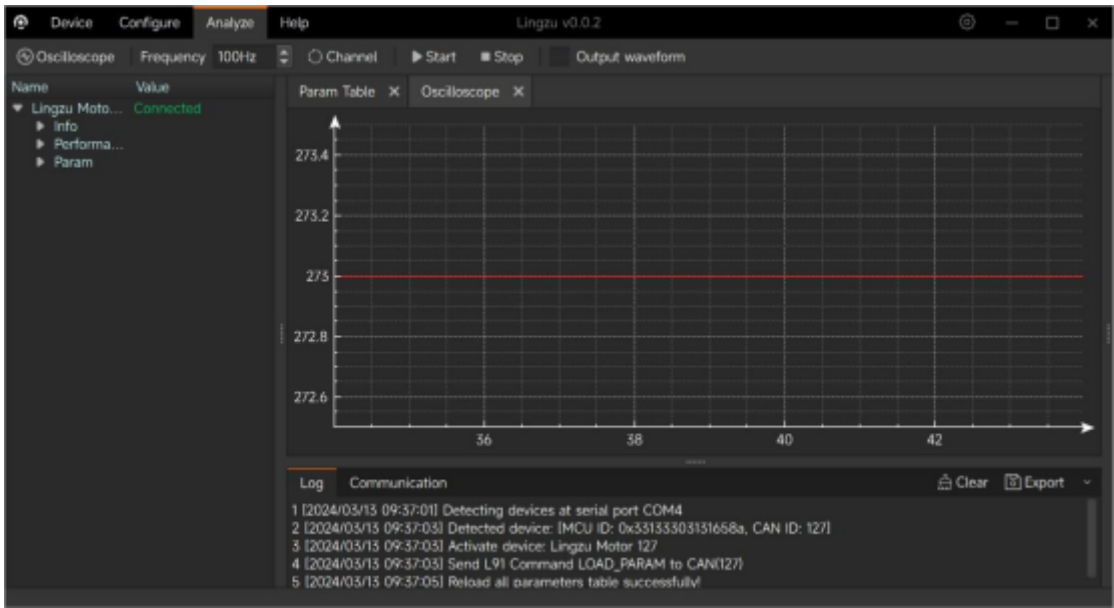 Device Configure Analyze Help Lingzu v0.0.2
Oscilloscope Frequency 100Hz Channel Start Stop Output waveform
Name Value
Lingzu Moto... Connected
Info
Performa...
Param
Param Table Oscilloscope
273.4
273.2
273
272.8
272.6
36 38 40 42
Log Communication Clear Export
1 [2024/03/13 09:37:01] Detecting devices at serial port COM4
2 [2024/03/13 09:37:03] Detected device: [MCU ID: 0x33133303131658a, CAN ID: 127]
3 [2024/03/13 09:37:03] Activate device: Lingzu Motor 127
4 [2024/03/13 09:37:03] Send L91 Command LOAD_PARAM to CAN(127)
5 [2024/03/13 09:37:05] Reload all parameters table successfully!